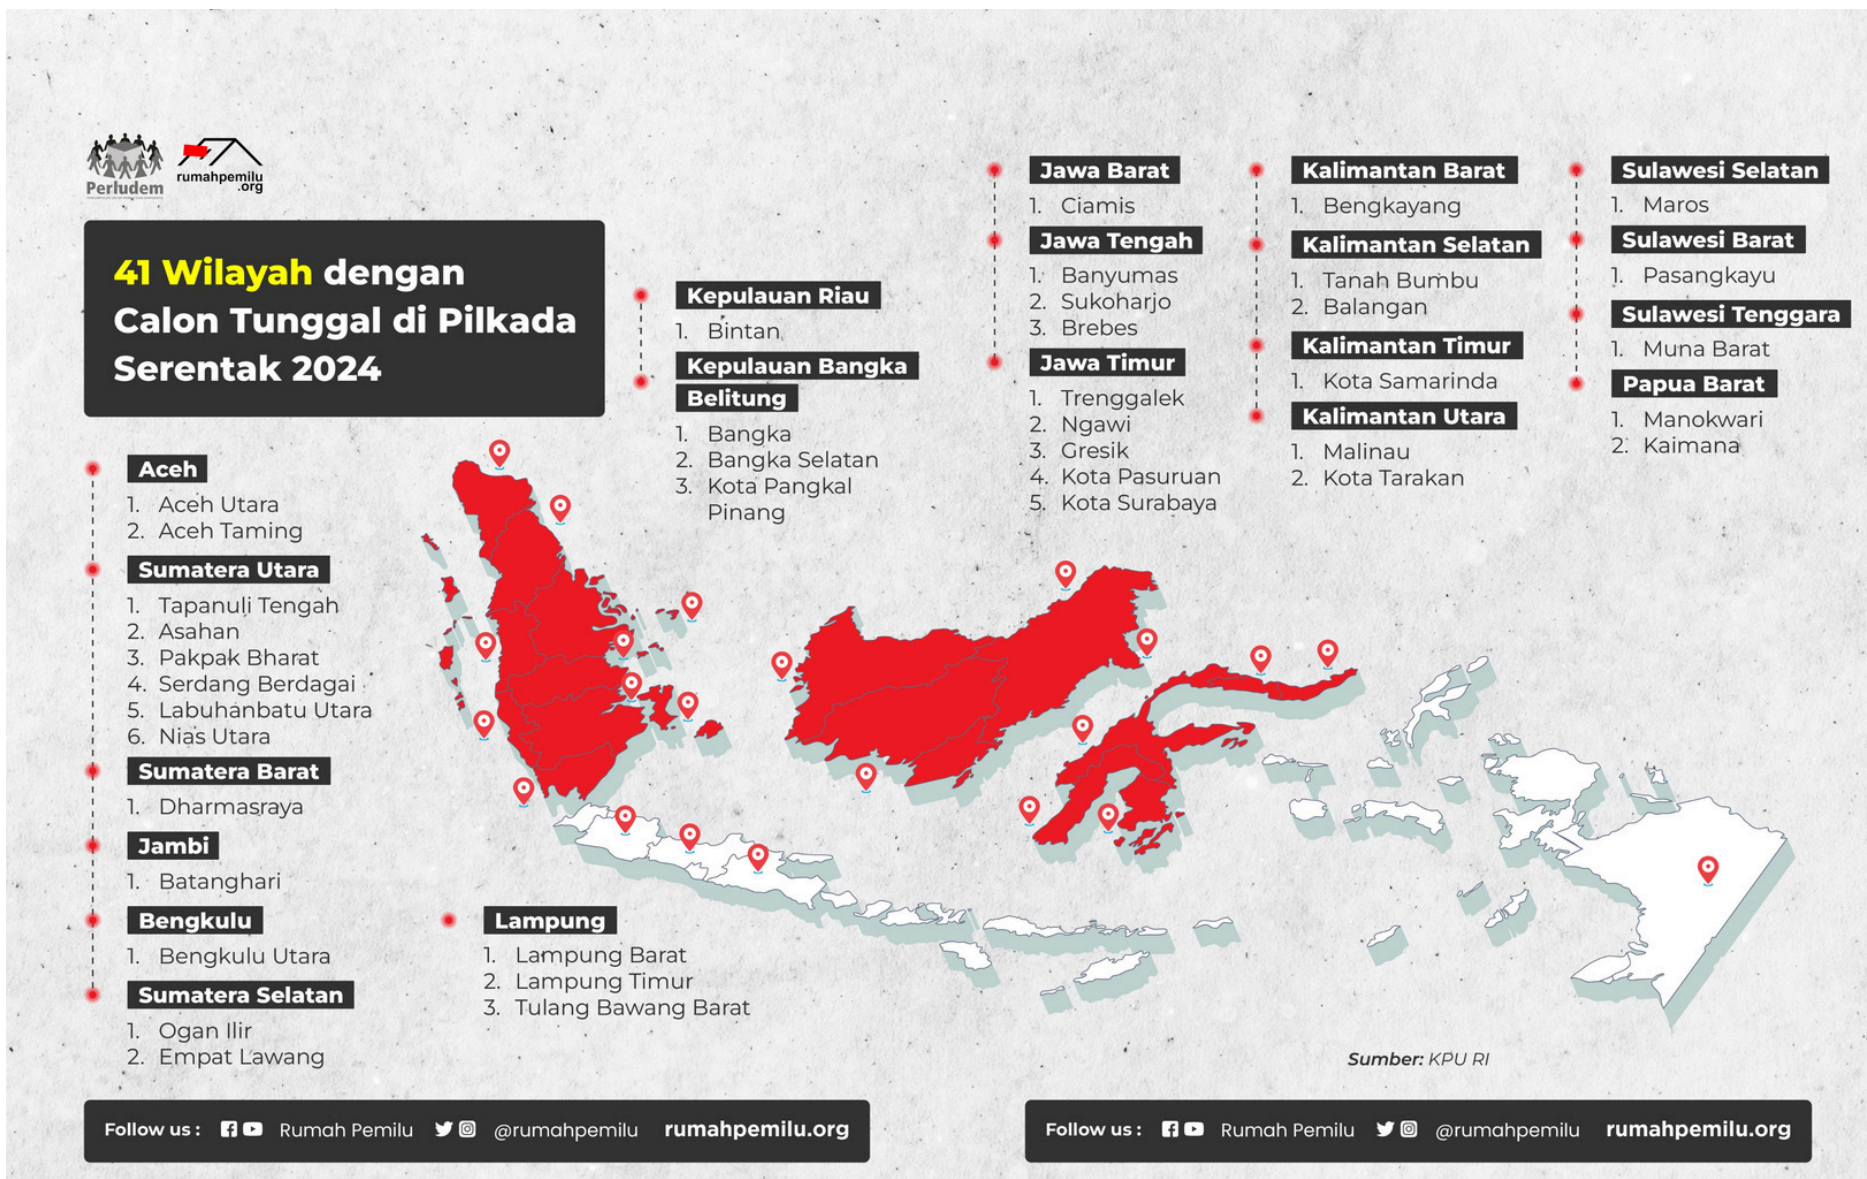 Perludem
rumahpemilu
.org
41 Wilayah dengan
Calon Tunggal di Pilkada
Serentak 2024
Aceh
1. Aceh Utara
2. Aceh Taming
Sumatera Utara
1. Tapanuli Tengah
2. Asahan
3. Pakpak Bharat
4. Serdang Berdagai
5. Labuhanbatu Utara
6. Nias Utara
Sumatera Barat
1. Dharmasraya
Jambi
1. Batanghari
Bengkulu
1. Bengkulu Utara
Sumatera Selatan
1. Ogan Ilir
2. Empat Lawang
Lampung
1. Lampung Barat
2. Lampung Timur
3. Tulang Bawang Barat
Kepulauan Riau
1. Bintan
Kepulauan Bangka
Belitung
1. Bangka
2. Bangka Selatan
3. Kota Pangkal
Pinang
Jawa Barat
1. Ciamis
Jawa Tengah
1. Banyumas
2. Sukoharjo
3. Brebes
Jawa Timur
1. Trenggalek
2. Ngawi
3. Gresik
4. Kota Pasuruan
5. Kota Surabaya
Kalimantan Barat
1. Bengkayang
Kalimantan Selatan
1. Tanah Bumbu
2. Balangan
Kalimantan Timur
1. Kota Samarinda
Kalimantan Utara
1. Malinau
2. Kota Tarakan
Sulawesi Selatan
1. Maros
Sulawesi Barat
1. Pasangkayu
Sulawesi Tenggara
1. Muna Barat
Papua Barat
1. Manokwari
2. Kaimana
Sumber: KPU RI
Follow us : Rumah Pemilu @rumahpemilu rumahpemilu.org
Follow us : Rumah Pemilu @rumahpemilu rumahpemilu.org